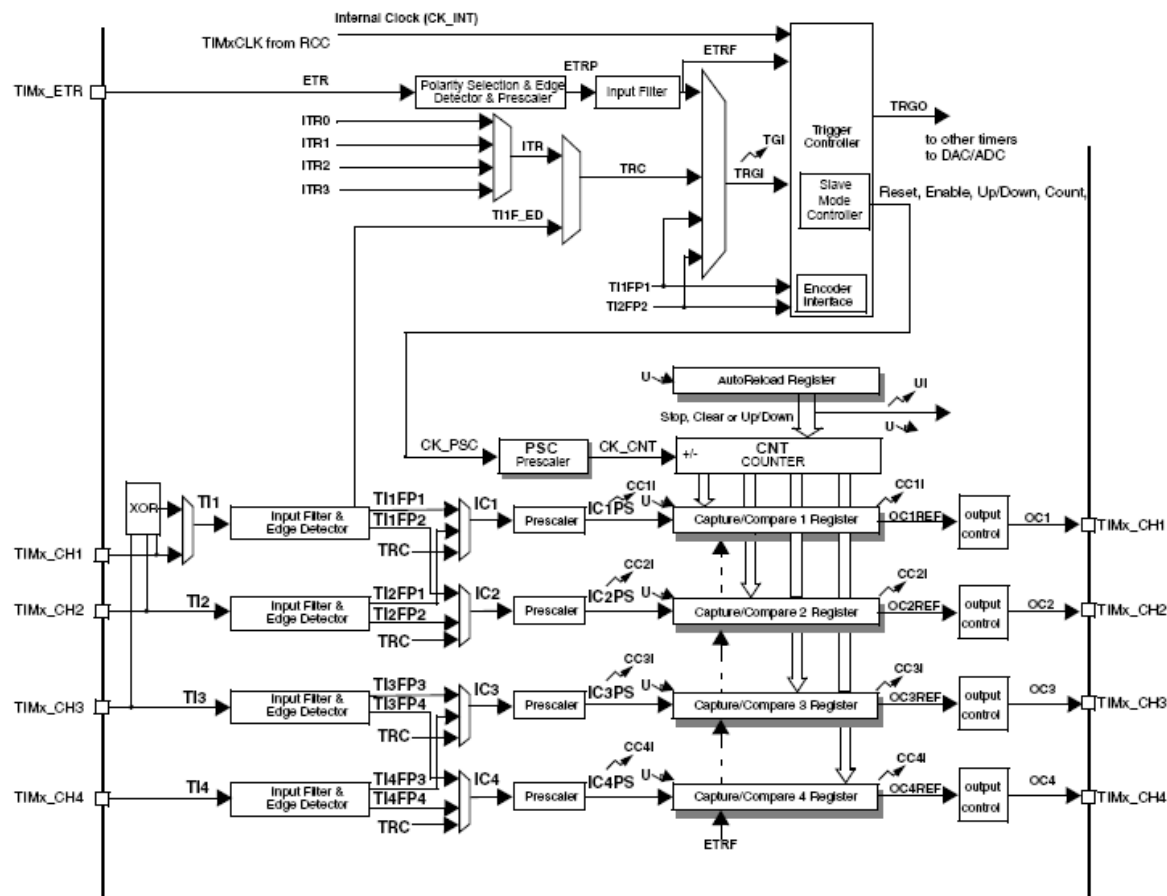 Internal Clock (CK_INT)
TIMxCLK from RCC
ETRF
ETR
ETRP
TIMx_ETR
Polarity Selection & Edge
Detector & Prescaler
Input Filter
TRGO
ITR0
ITR1
ITR2
ITR3
ITR
TGI
Trigger
Controller
to other timers
to DAC/ADC
TRC
TRGI
TI1F_ED
Slave
Mode
Controller
Reset, Enable, Up/Down, Count,
TI1FP1
TI2FP2
Encoder
Interface
U
AutoReload Register
UI
Stop, Clear or Up/Down
U
CK_PSC
PSC
Prescaler
CK_CNT
+/-
CNT
COUNTER
XOR
TI1
Input Filter &
Edge Detector
TI1FP1
TI1FP2
TRC
IC1
Prescaler
IC1PS
CC1I
U
Capture/Compare 1 Register
CC1I
OC1REF
output
control
OC1
TIMx_CH1
TIMx_CH1
TIMx_CH2
TI2
Input Filter &
Edge Detector
TI2FP1
TI2FP2
TRC
IC2
Prescaler
IC2PS
CC2I
U
Capture/Compare 2 Register
CC2I
OC2REF
output
control
OC2
TIMx_CH2
TIMx_CH3
TI3
Input Filter &
Edge Detector
TI3FP3
TI3FP4
TRC
IC3
Prescaler
IC3PS
CC3I
U
Capture/Compare 3 Register
CC3I
OC3REF
output
control
OC3
TIMx_CH3
TIMx_CH4
TI4
Input Filter &
Edge Detector
TI4FP3
TI4FP4
TRC
IC4
Prescaler
IC4PS
CC4I
U
Capture/Compare 4 Register
CC4I
OC4REF
output
control
OC4
TIMx_CH4
ETRF